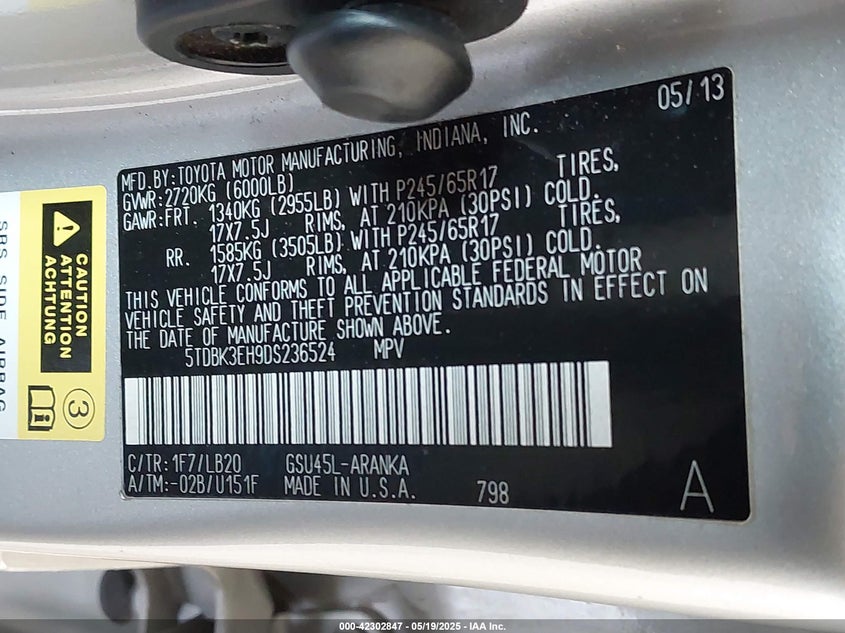 05/13
MFD.BY:TOYOTA MOTOR MANUFACTURING, INDIANA, INC.
GVWR:2720KG (6000LB)
GAWR:FRT. 1340KG (2955LB) WITH P245/65R17 TIRES,
17X7.5J RIMS, AT 210KPA (30PSI) COLD.
RR. 1585KG (3505LB) WITH P245/65R17 TIRES,
17X7.5J RIMS, AT 210KPA (30PSI) COLD.
THIS VEHICLE CONFORMS TO ALL APPLICABLE FEDERAL MOTOR
VEHICLE SAFETY AND THEFT PREVENTION STANDARDS IN EFFECT ON
THE DATE OF MANUFACTURE SHOWN ABOVE.
5TDBK3EH9DS236524 MPV
C/TR: 1F7/LB20 GSU45L-ARANKA
A/TM:-02B/U151F MADE IN U.S.A. 798 A
CAUTION
ATTENTION
ACHTUNG
3
SRS SIDE AIRBAG
000-42302847 - 05/19/2025 - IAA Inc.